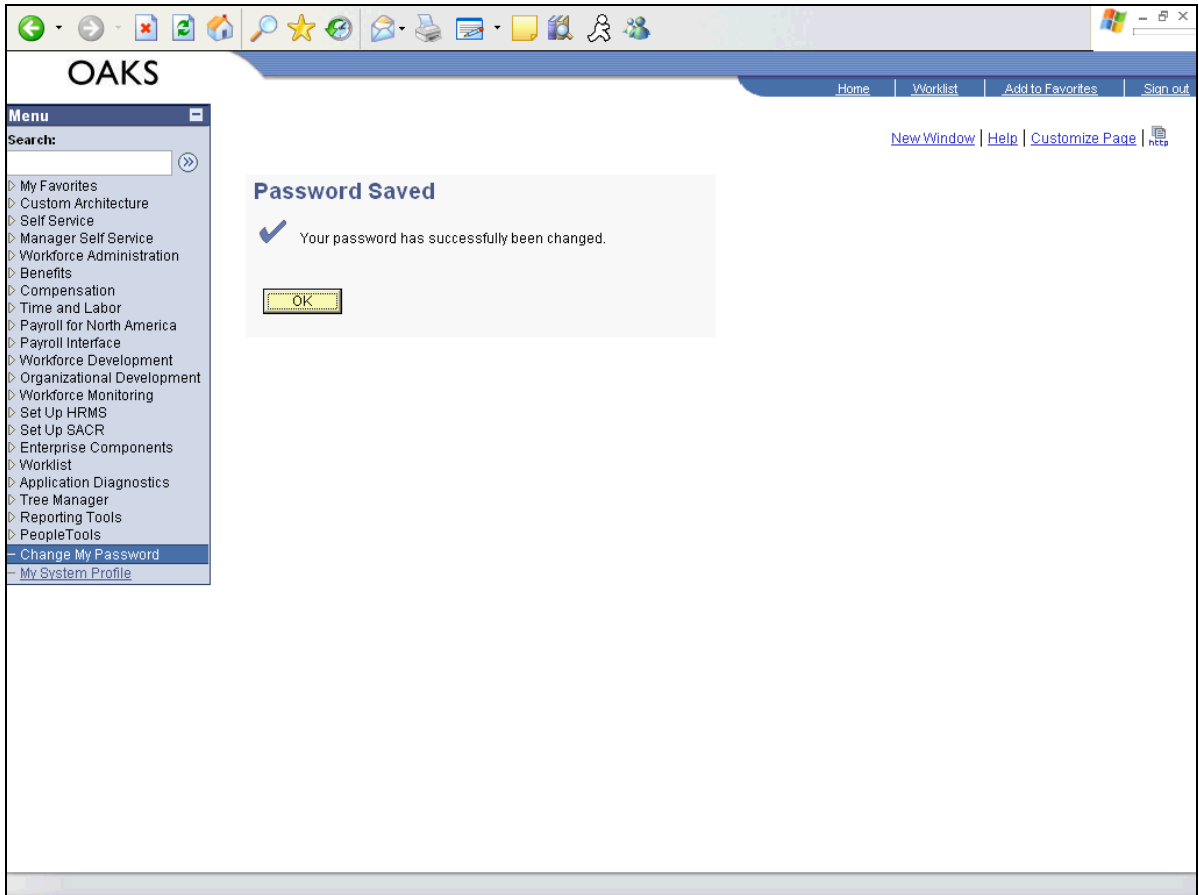 OAKS
Home Worklist Add to Favorites Sign out
Menu
Search:
New Window | Help | Customize Page | http
My Favorites
Custom Architecture
Self Service
Manager Self Service
Workforce Administration
Benefits
Compensation
Time and Labor
Payroll for North America
Payroll Interface
Workforce Development
Organizational Development
Workforce Monitoring
Set Up HRMS
Set Up SACR
Enterprise Components
Worklist
Application Diagnostics
Tree Manager
Reporting Tools
PeopleTools
Change My Password
My System Profile
Password Saved
Your password has successfully been changed.
OK